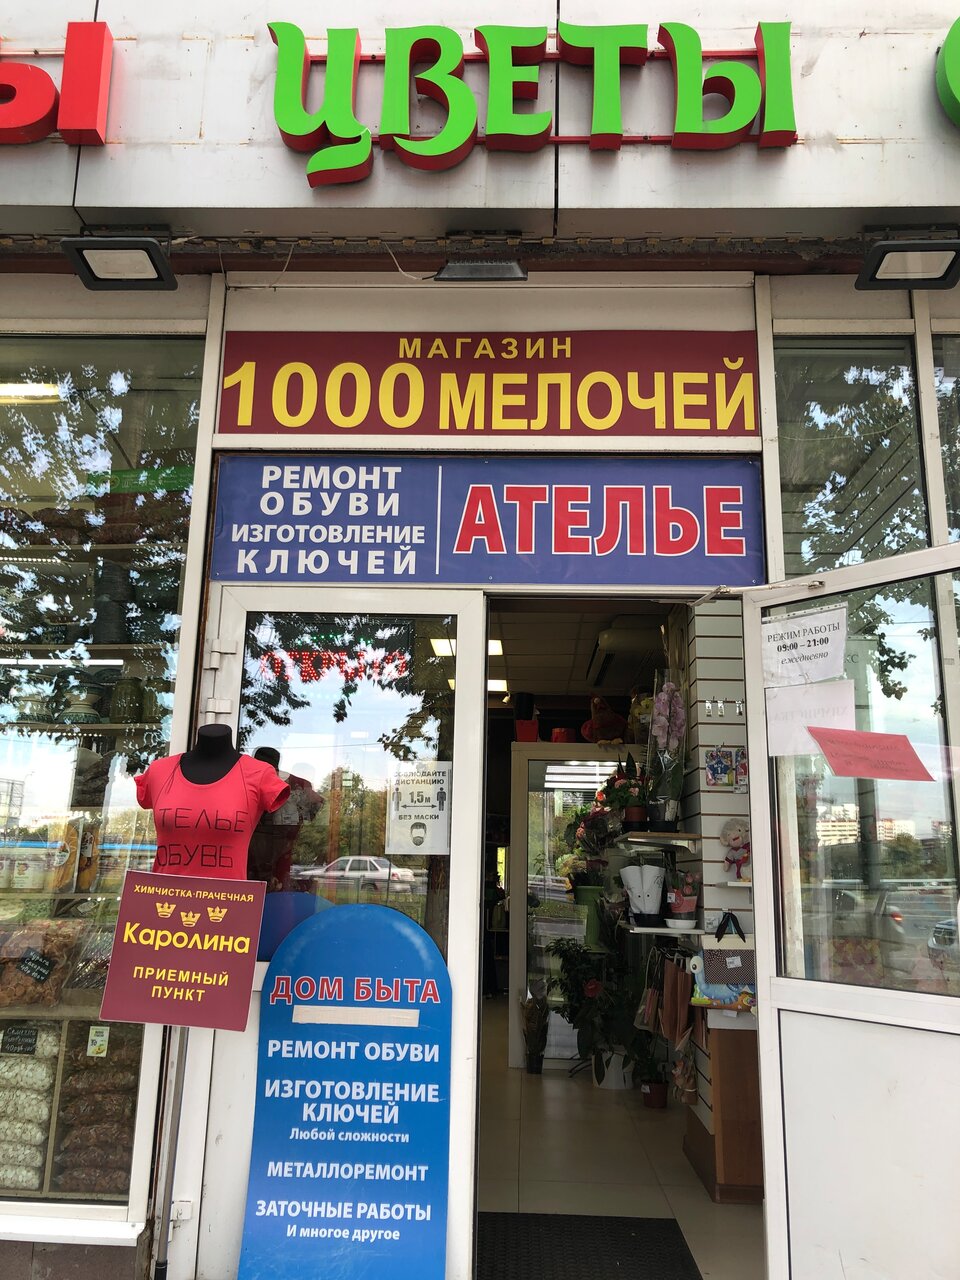 Ы ЦВЕТЫ
МАГАЗИН
1000 МЕЛОЧЕЙ
РЕМОНТ
ОБУВИ
ИЗГОТОВЛЕНИЕ
КЛЮЧЕЙ
АТЕЛЬЕ
РЕЖИМ РАБОТЫ
09:00 – 21:00
ежедневно
ОТКРЫТО
СОБЛЮДАЙТЕ
ДИСТАНЦИЮ
1,5 м
БЕЗ МАСКИ
ТЕЛЬЕ
ОБУВЬ
ХИМЧИСТКА·ПРАЧЕЧНАЯ
КАРОЛИНА
ПРИЕМНЫЙ
ПУНКТ
ДОМ БЫТА
РЕМОНТ ОБУВИ
ИЗГОТОВЛЕНИЕ
КЛЮЧЕЙ
Любой сложности
МЕТАЛЛОРЕМОНТ
ЗАТОЧНЫЕ РАБОТЫ
И многое другое